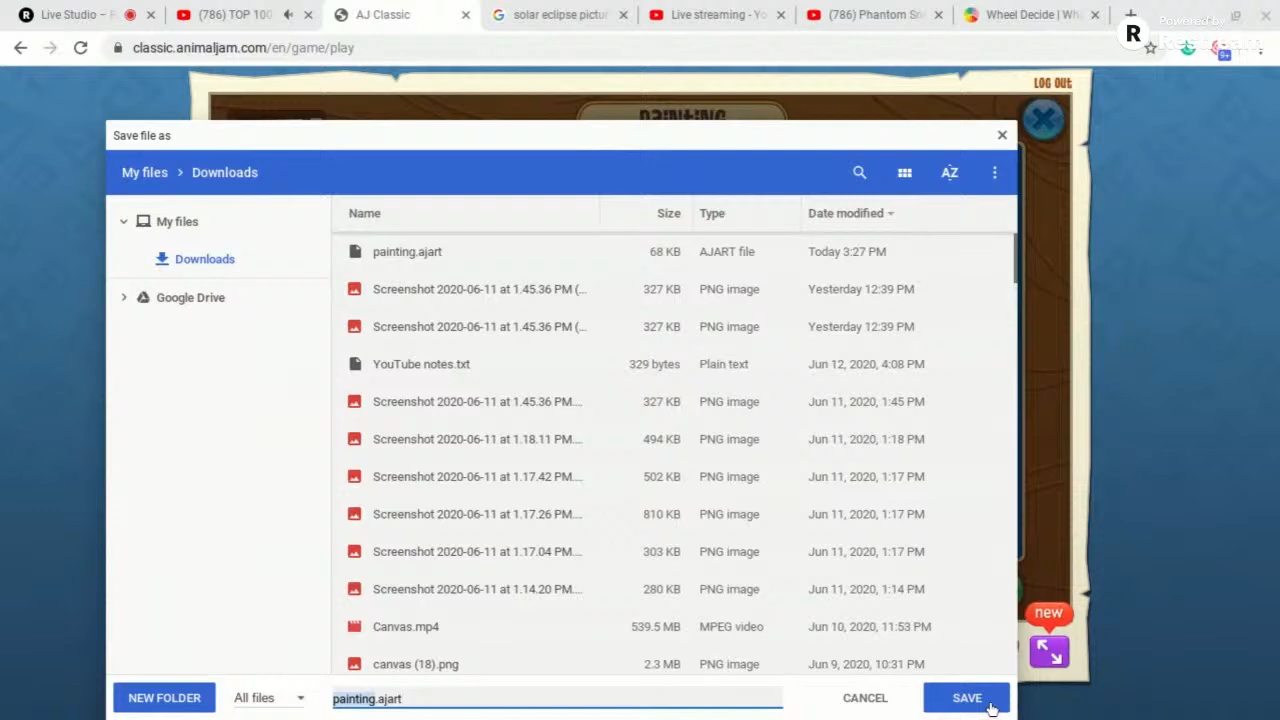 Live Studio – R
(786) TOP 100
AJ Classic
solar eclipse pictur
Live streaming - Yo
(786) Phantom Sn
Wheel Decide | Wh
Powered by
Restream
classic.animaljam.com/en/game/play
9+
LOG OUT
PAINTING
Save file as
My files > Downloads
AZ
My files
Downloads
Google Drive
Name Size Type Date modified
painting.ajart 68 KB AJART file Today 3:27 PM
Screenshot 2020-06-11 at 1.45.36 PM (... 327 KB PNG image Yesterday 12:39 PM
Screenshot 2020-06-11 at 1.45.36 PM (... 327 KB PNG image Yesterday 12:39 PM
YouTube notes.txt 329 bytes Plain text Jun 12, 2020, 4:08 PM
Screenshot 2020-06-11 at 1.45.36 PM.... 327 KB PNG image Jun 11, 2020, 1:45 PM
Screenshot 2020-06-11 at 1.18.11 PM.... 494 KB PNG image Jun 11, 2020, 1:18 PM
Screenshot 2020-06-11 at 1.17.42 PM.... 502 KB PNG image Jun 11, 2020, 1:17 PM
Screenshot 2020-06-11 at 1.17.26 PM.... 810 KB PNG image Jun 11, 2020, 1:17 PM
Screenshot 2020-06-11 at 1.17.04 PM.... 303 KB PNG image Jun 11, 2020, 1:17 PM
Screenshot 2020-06-11 at 1.14.20 PM.... 280 KB PNG image Jun 11, 2020, 1:14 PM
Canvas.mp4 539.5 MB MPEG video Jun 10, 2020, 11:53 PM
canvas (18).png 2.3 MB PNG image Jun 9, 2020, 10:31 PM
new
NEW FOLDER All files painting.ajart CANCEL SAVE